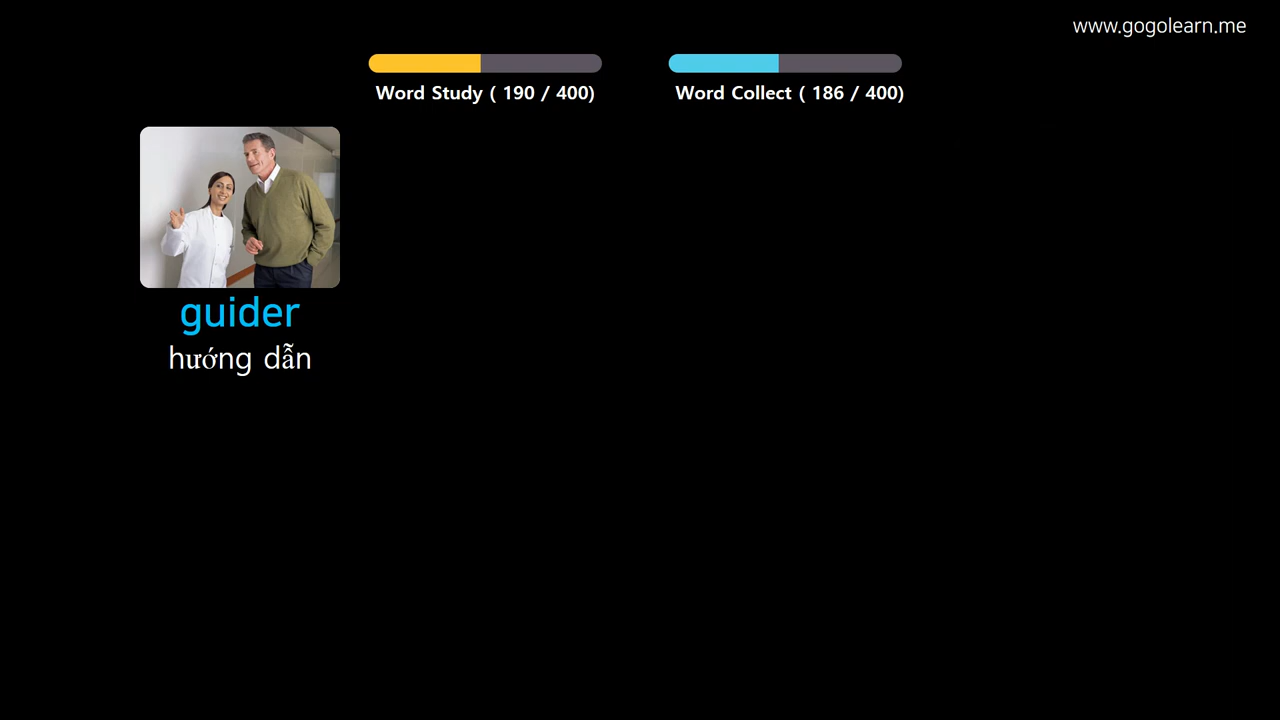 www.gogolearn.me
Word Study ( 190 / 400)
Word Collect ( 186 / 400)
guider
hướng dẫn